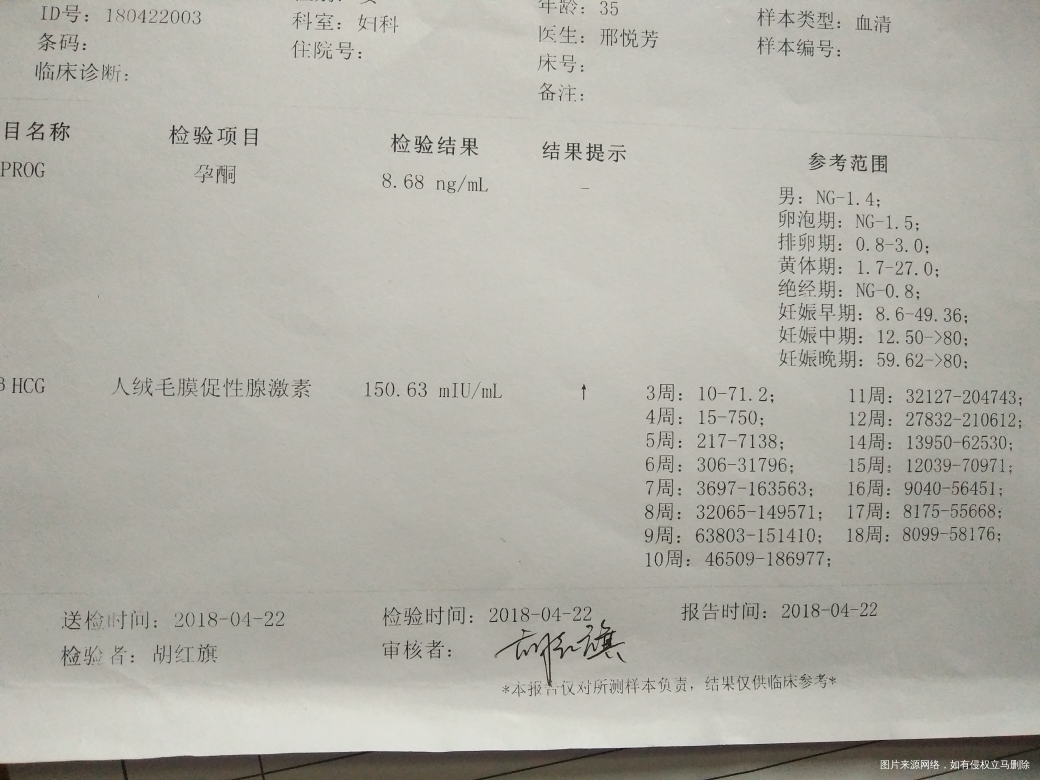 ID号：180422003
科室：妇科
年龄：35
样本类型：血清
条码：
住院号：
医生：邢悦芳
样本编号：
临床诊断：
床号：
备注：
目名称 检验项目 检验结果 结果提示 参考范围
PROG 孕酮 8.68 ng/mL –
男：NG-1.4;
卵泡期：NG-1.5;
排卵期：0.8-3.0;
黄体期：1.7-27.0;
绝经期：NG-0.8;
妊娠早期：8.6-49.36;
妊娠中期：12.50->80;
妊娠晚期：59.62->80;
β HCG 人绒毛膜促性腺激素 150.63 mIU/mL ↑
3周：10-71.2; 11周：32127-204743;
4周：15-750; 12周：27832-210612;
5周：217-7138; 14周：13950-62530;
6周：306-31796; 15周：12039-70971;
7周：3697-163563; 16周：9040-56451;
8周：32065-149571; 17周：8175-55668;
9周：63803-151410; 18周：8099-58176;
10周：46509-186977;
送检时间：2018-04-22 检验时间：2018-04-22 报告时间：2018-04-22
检验者：胡红旗 审核者：胡红旗
*本报告仅对所测样本负责，结果仅供临床参考*
图片来源网络，如有侵权立马删除